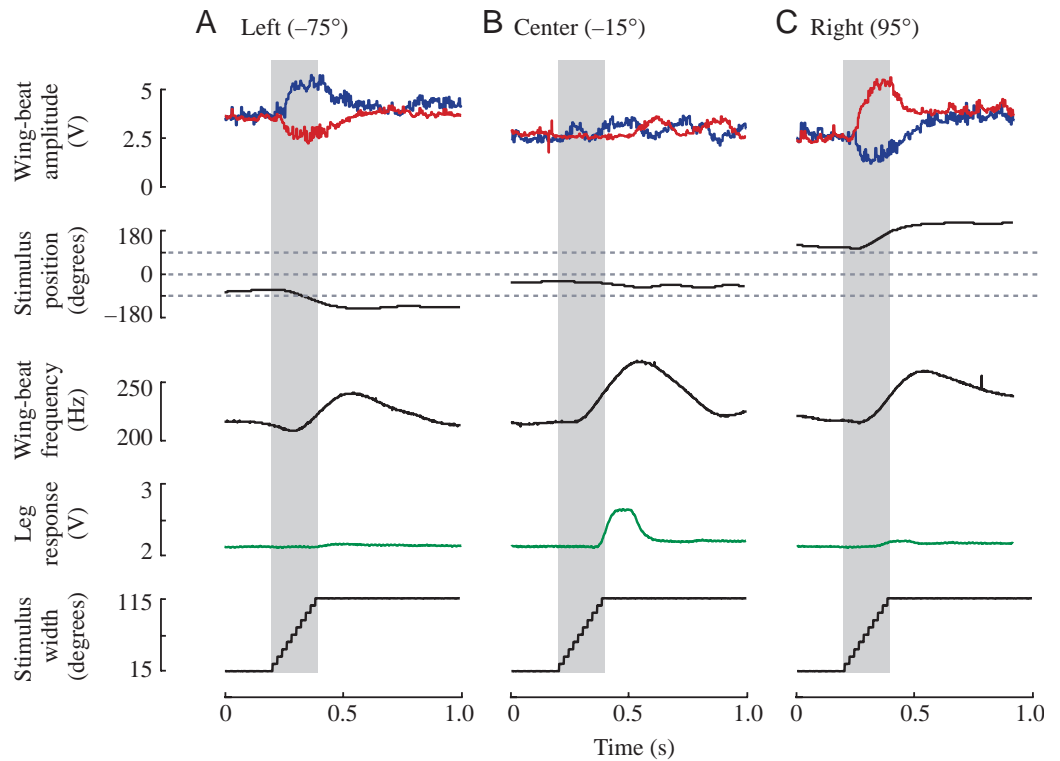 A Left (–75°)
B Center (–15°)
C Right (95°)
Wing-beat
amplitude
(V)
5
2.5
0
Stimulus
position
(degrees)
180
0
–180
Wing-beat
frequency
(Hz)
250
200
Leg
response
(V)
3
2
Stimulus
width
(degrees)
115
15
0 0.5 1.0
0 0.5 1.0
0 0.5 1.0
Time (s)